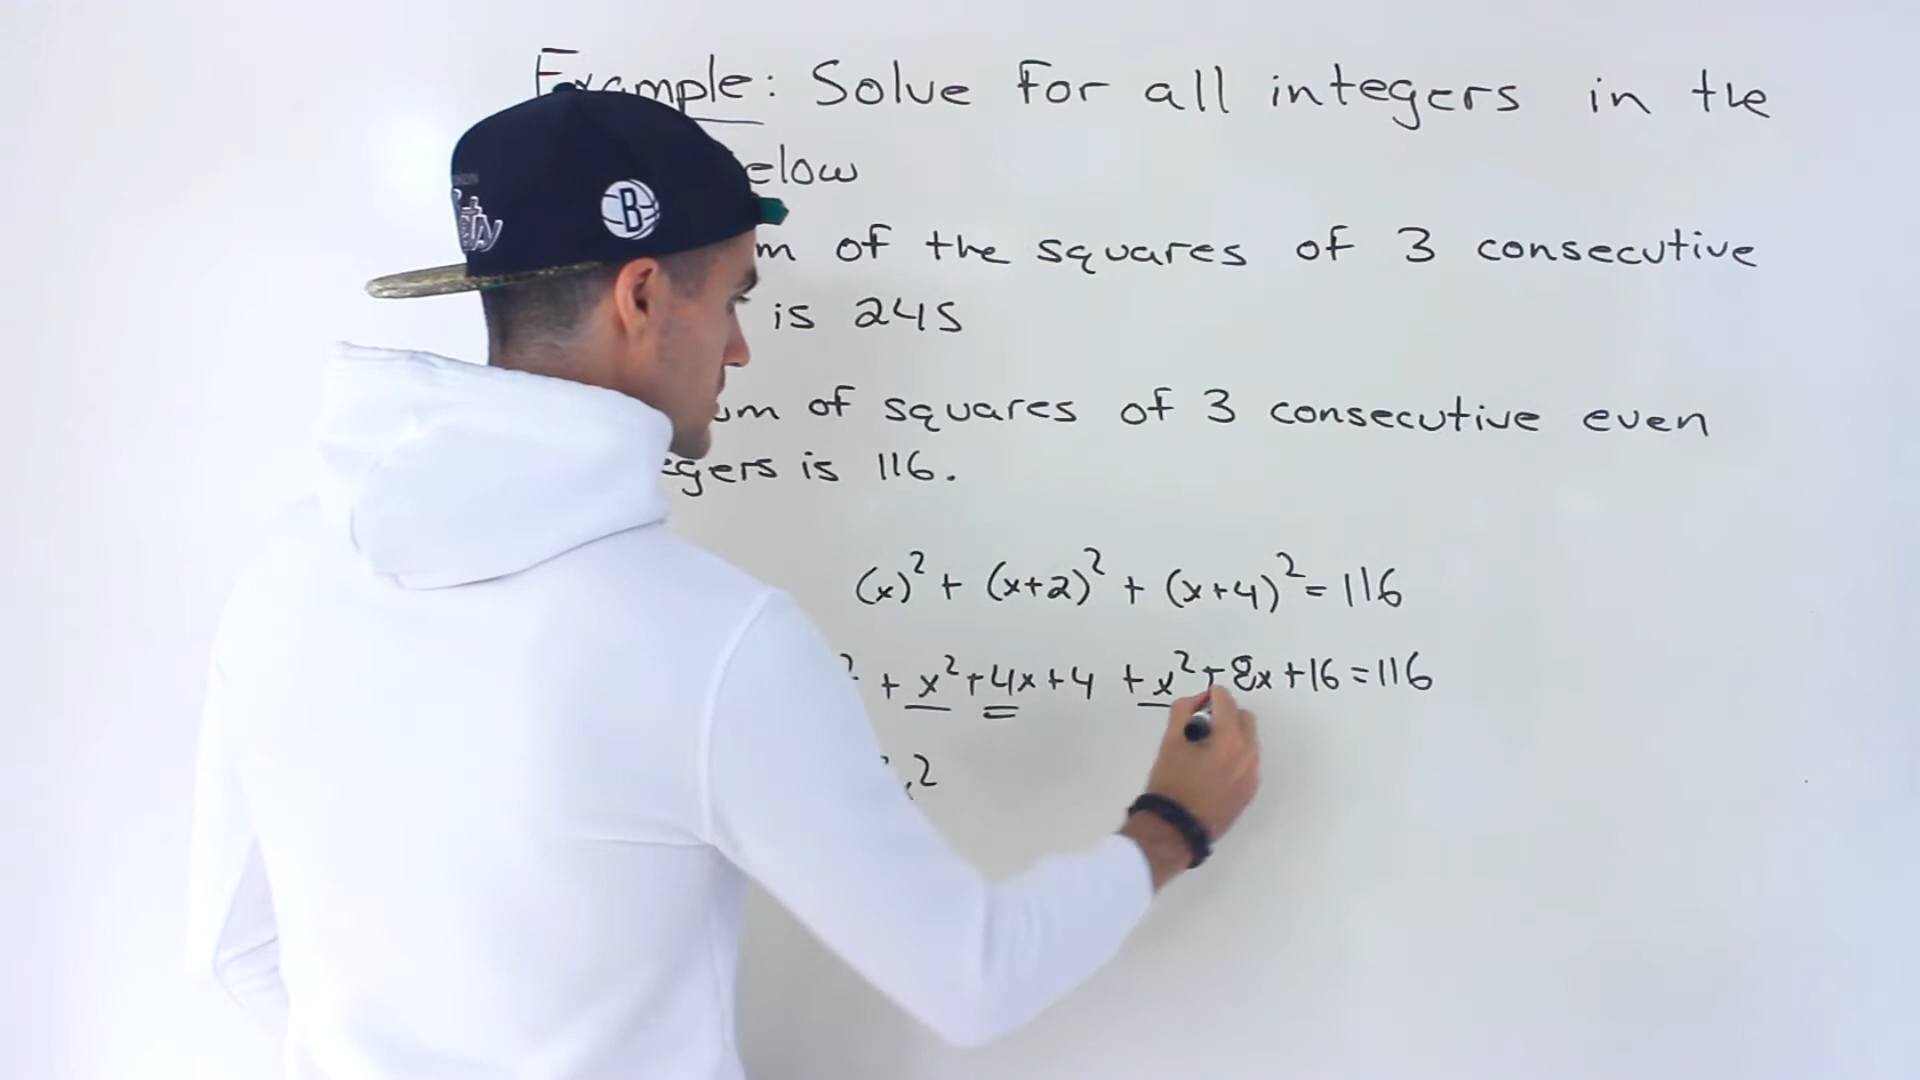 Example: Solve for all integers in the
elow
m of the squares of 3 consecutive
is 245
um of squares of 3 consecutive even
egers is 116.
(x)² + (x+2)² + (x+4)² = 116
² + x² + 4x + 4 + x² + 8x + 16 = 116
2
B